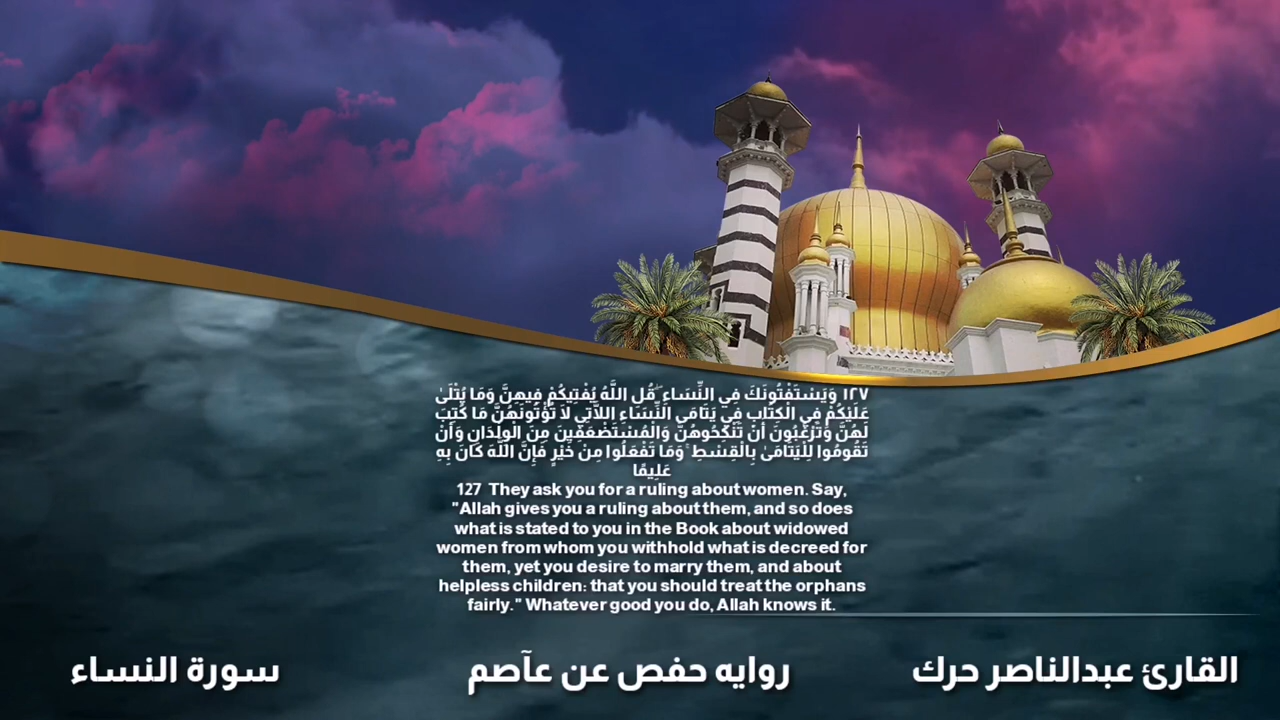 ١٢٧ وَيَسْتَفْتُونَكَ فِي النِّسَاءِ ۖ قُلِ اللَّهُ يُفْتِيكُمْ فِيهِنَّ وَمَا يُتْلَىٰ
عَلَيْكُمْ فِي الْكِتَابِ فِي يَتَامَى النِّسَاءِ اللَّاتِي لَا تُؤْتُونَهُنَّ مَا كُتِبَ
لَهُنَّ وَتَرْغَبُونَ أَنْ تَنْكِحُوهُنَّ وَالْمُسْتَضْعَفِينَ مِنَ الْوِلْدَانِ وَأَنْ
تَقُومُوا لِلْيَتَامَىٰ بِالْقِسْطِ ۚ وَمَا تَفْعَلُوا مِنْ خَيْرٍ فَإِنَّ اللَّهَ كَانَ بِهِ
عَلِيمًا
127 They ask you for a ruling about women. Say,
"Allah gives you a ruling about them, and so does
what is stated to you in the Book about widowed
women from whom you withhold what is decreed for
them, yet you desire to marry them, and about
helpless children: that you should treat the orphans
fairly." Whatever good you do, Allah knows it.
القارئ عبدالناصر حرك
روايه حفص عن عآصم
سورة النساء